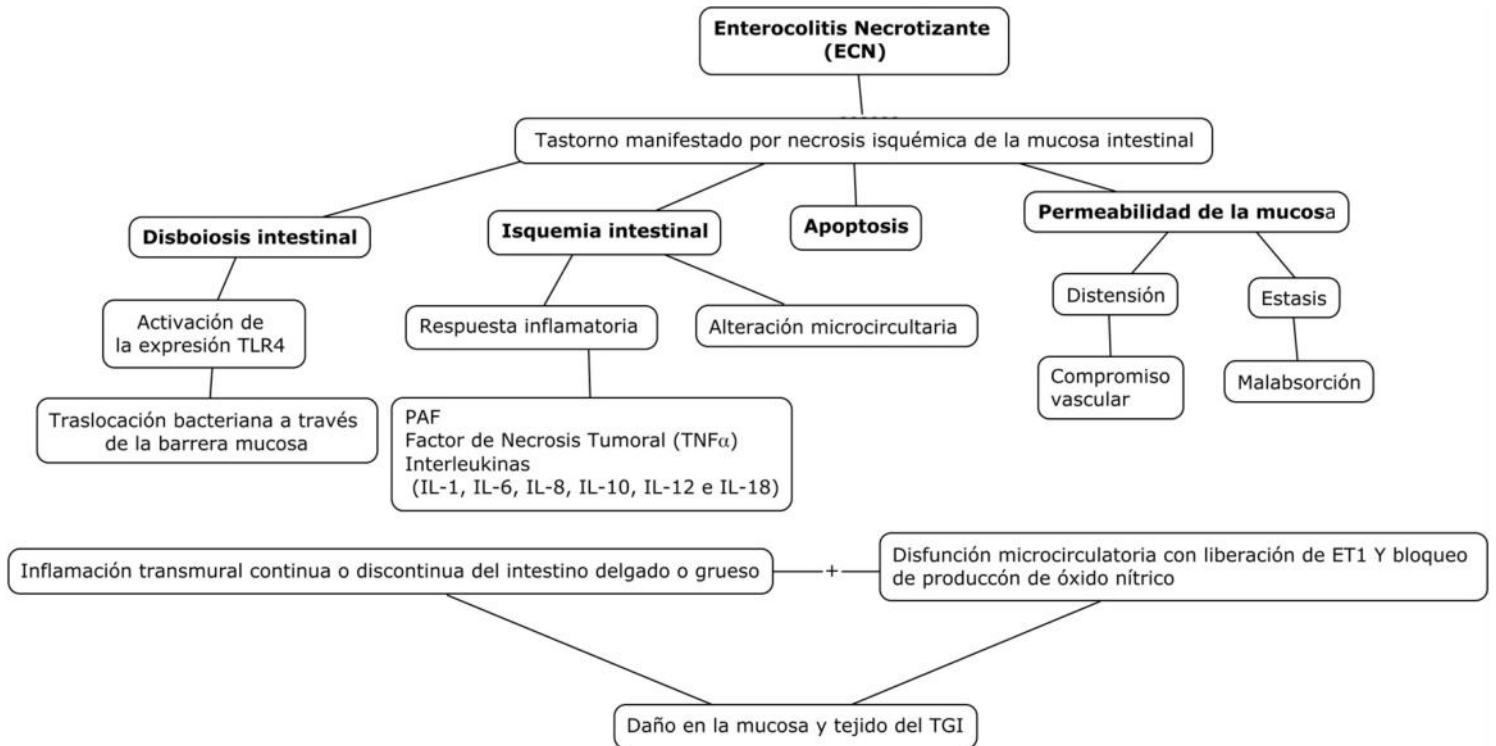 Enterocolitis Necrotizante
(ECN)
Tastorno manifestado por necrosis isquémica de la mucosa intestinal
Disboiosis intestinal
Isquemia intestinal
Apoptosis
Permeabilidad de la mucosa
Activación de
la expresión TLR4
Respuesta inflamatoria
Alteración microcircultaria
Distensión
Estasis
Traslocación bacteriana a través
de la barrera mucosa
PAF
Factor de Necrosis Tumoral (TNFα)
Interleukinas
(IL-1, IL-6, IL-8, IL-10, IL-12 e IL-18)
Compromiso
vascular
Malabsorción
Inflamación transmural continua o discontinua del intestino delgado o grueso
+
Disfunción microcirculatoria con liberación de ET1 Y bloqueo
de produccón de óxido nítrico
Daño en la mucosa y tejido del TGI